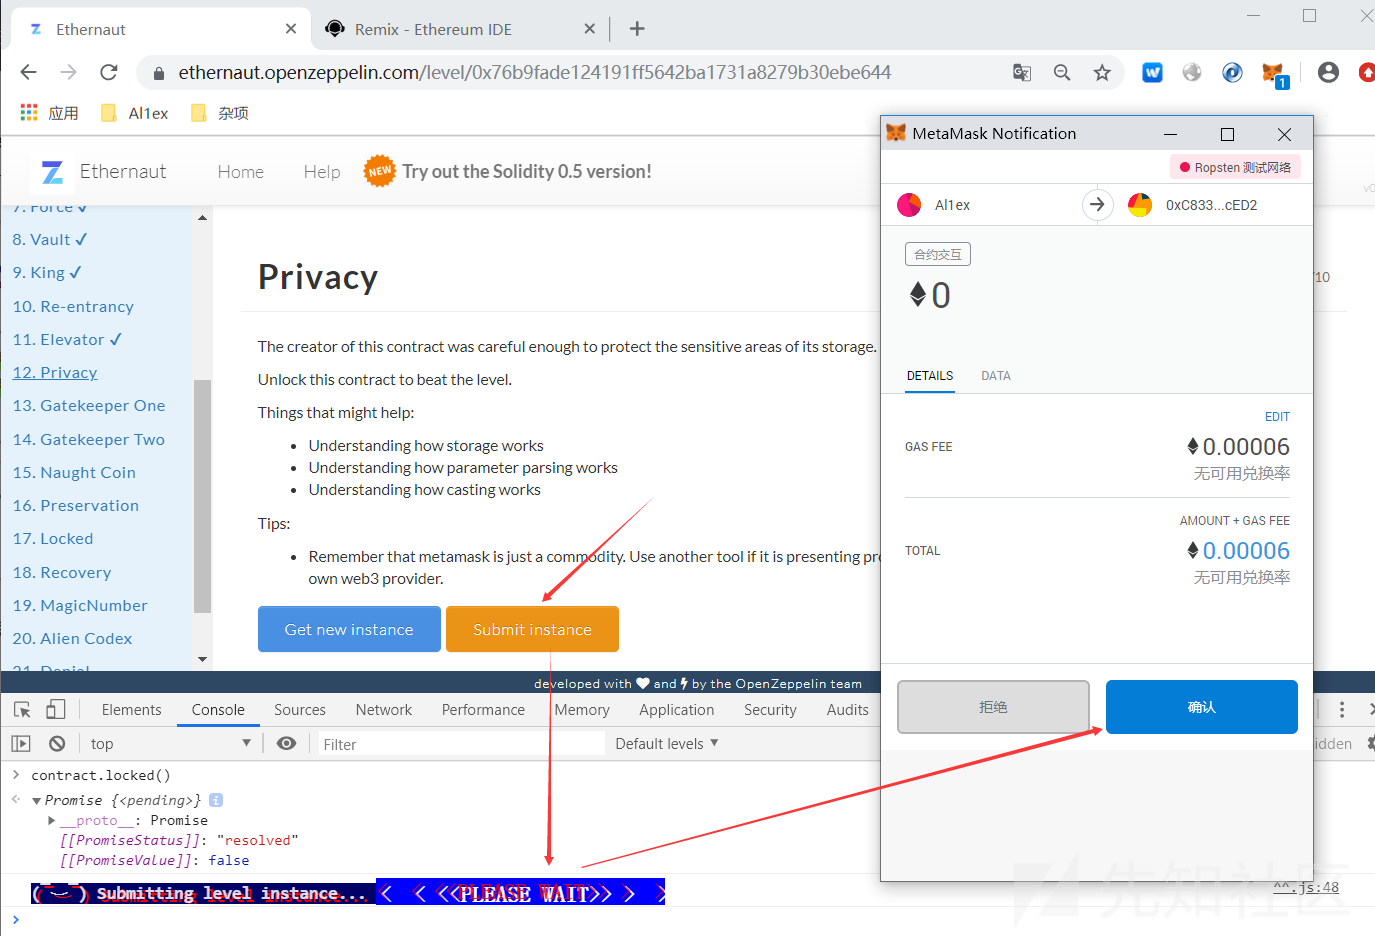 Ethernaut
Remix - Ethereum IDE
ethernaut.openzeppelin.com/level/0x76b9fade124191ff5642ba1731a8279b30ebe644
1
应用
Al1ex
杂项
Ethernaut
Home
Help
NEW
Try out the Solidity 0.5 version!
7. Force ✓
8. Vault ✓
9. King ✓
10. Re-entrancy
11. Elevator ✓
12. Privacy
13. Gatekeeper One
14. Gatekeeper Two
15. Naught Coin
16. Preservation
17. Locked
18. Recovery
19. MagicNumber
20. Alien Codex
21. Denial
Privacy
/10
The creator of this contract was careful enough to protect the sensitive areas of its storage.
Unlock this contract to beat the level.
Things that might help:
• Understanding how storage works
• Understanding how parameter parsing works
• Understanding how casting works
Tips:
• Remember that metamask is just a commodity. Use another tool if it is presenting
own web3 provider.
Get new instance
Submit instance
developed with ♥ and by the OpenZeppelin team
MetaMask Notification
Ropsten 测试网络
Al1ex
0xC833...cED2
合约交互
0
DETAILS
DATA
EDIT
GAS FEE
0.00006
无可用兑换率
AMOUNT + GAS FEE
TOTAL
0.00006
无可用兑换率
拒绝
确认
Elements
Console
Sources
Network
Performance
Memory
Application
Security
Audits
top
Filter
Default levels
idden
> contract.locked()
Promise {<pending>}
__proto__: Promise
[[PromiseStatus]]: "resolved"
[[PromiseValue]]: false
Submitting level instance...
< < <<PLEASE WAIT>> > >
^^.js:48
先知社区